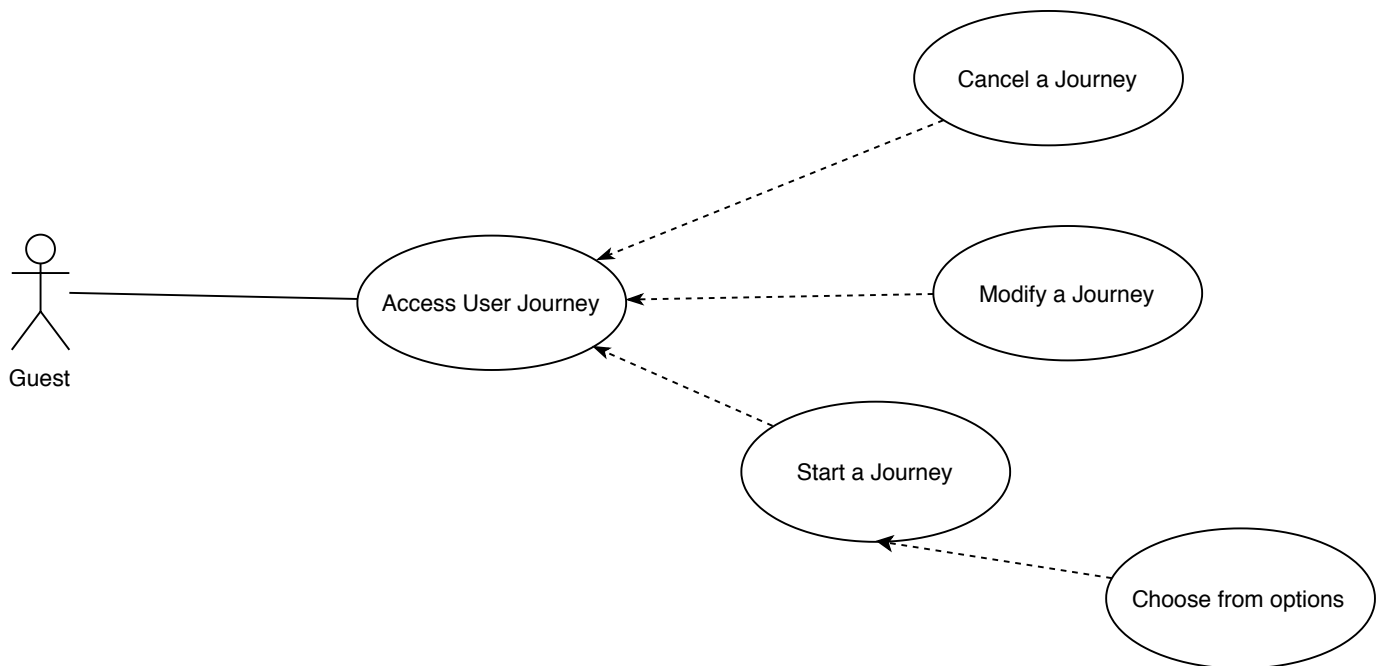 Cancel a Journey
Modify a Journey
Access User Journey
Guest
Start a Journey
Choose from options